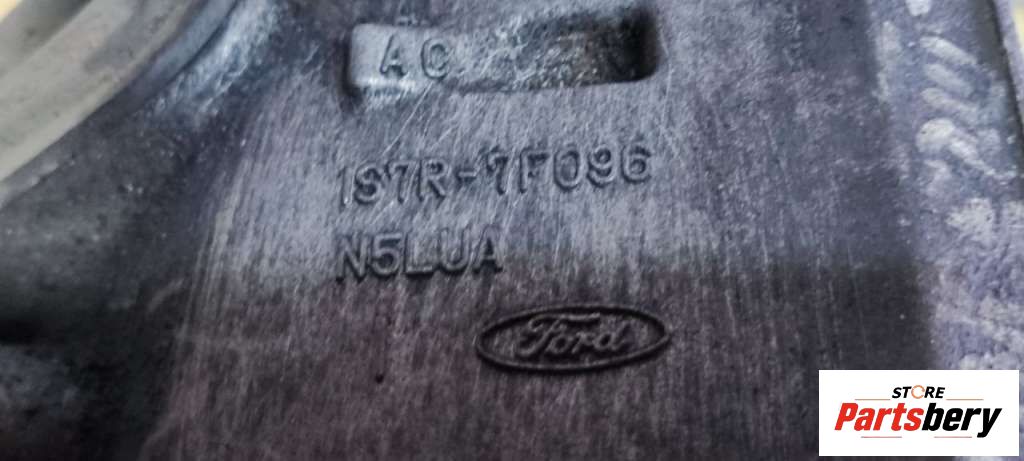 AC
1S7R-7F096
N5LUA
Ford
STORE
Partsbery